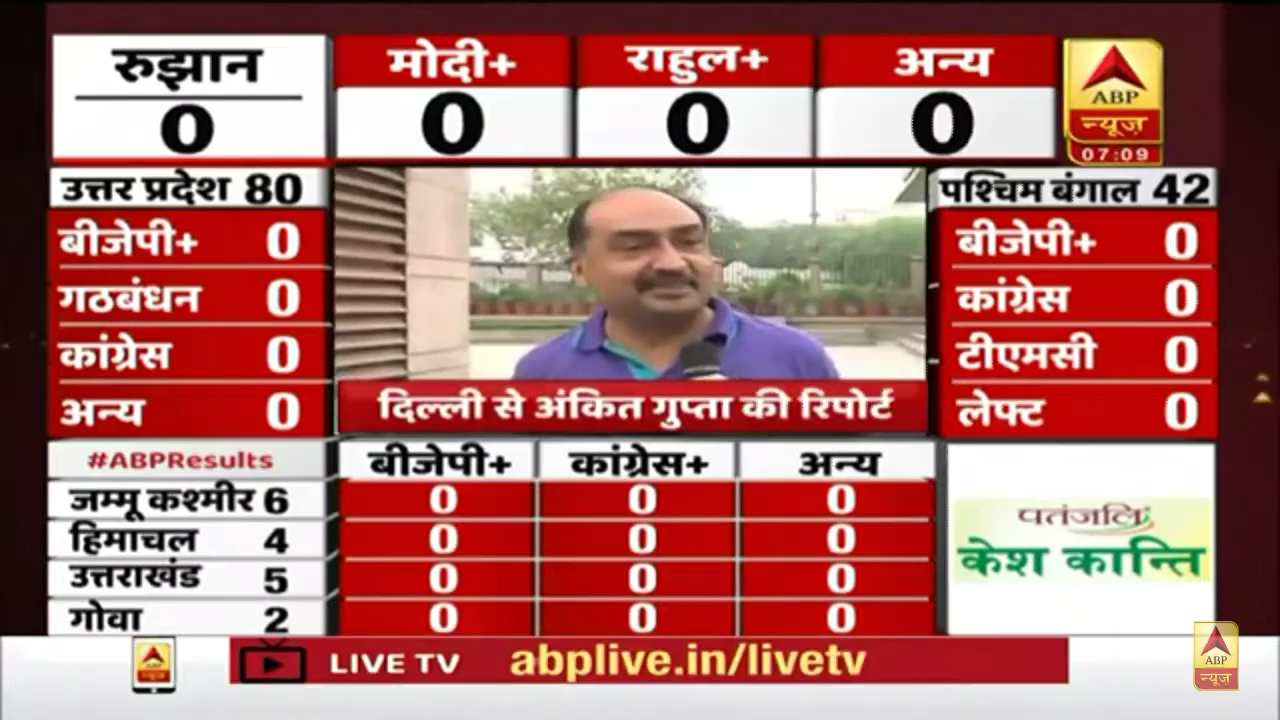 रुझान
0
मोदी+
0
राहुल+
0
अन्य
0
ABP
न्यूज़
07:09
उत्तर प्रदेश 80
बीजेपी+ 0
गठबंधन 0
कांग्रेस 0
अन्य 0
दिल्ली से अंकित गुप्ता की रिपोर्ट
पश्चिम बंगाल 42
बीजेपी+ 0
कांग्रेस 0
टीएमसी 0
लेफ्ट 0
#ABPResults बीजेपी+ कांग्रेस+ अन्य
जम्मू कश्मीर 6 0 0 0
हिमाचल 4 0 0 0
उत्तराखंड 5 0 0 0
गोवा 2 0 0 0
पतंजलि
केश कान्ति
ABP
न्यूज़
LIVE TV abplive.in/livetv
ABP
न्यूज़